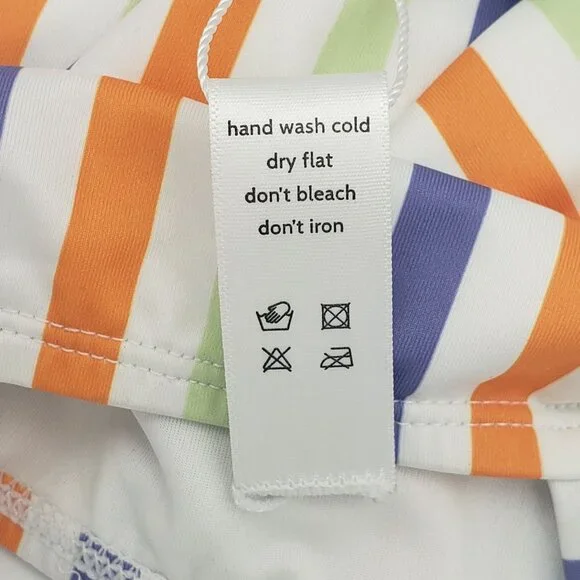 hand wash cold
dry flat
don't bleach
don't iron